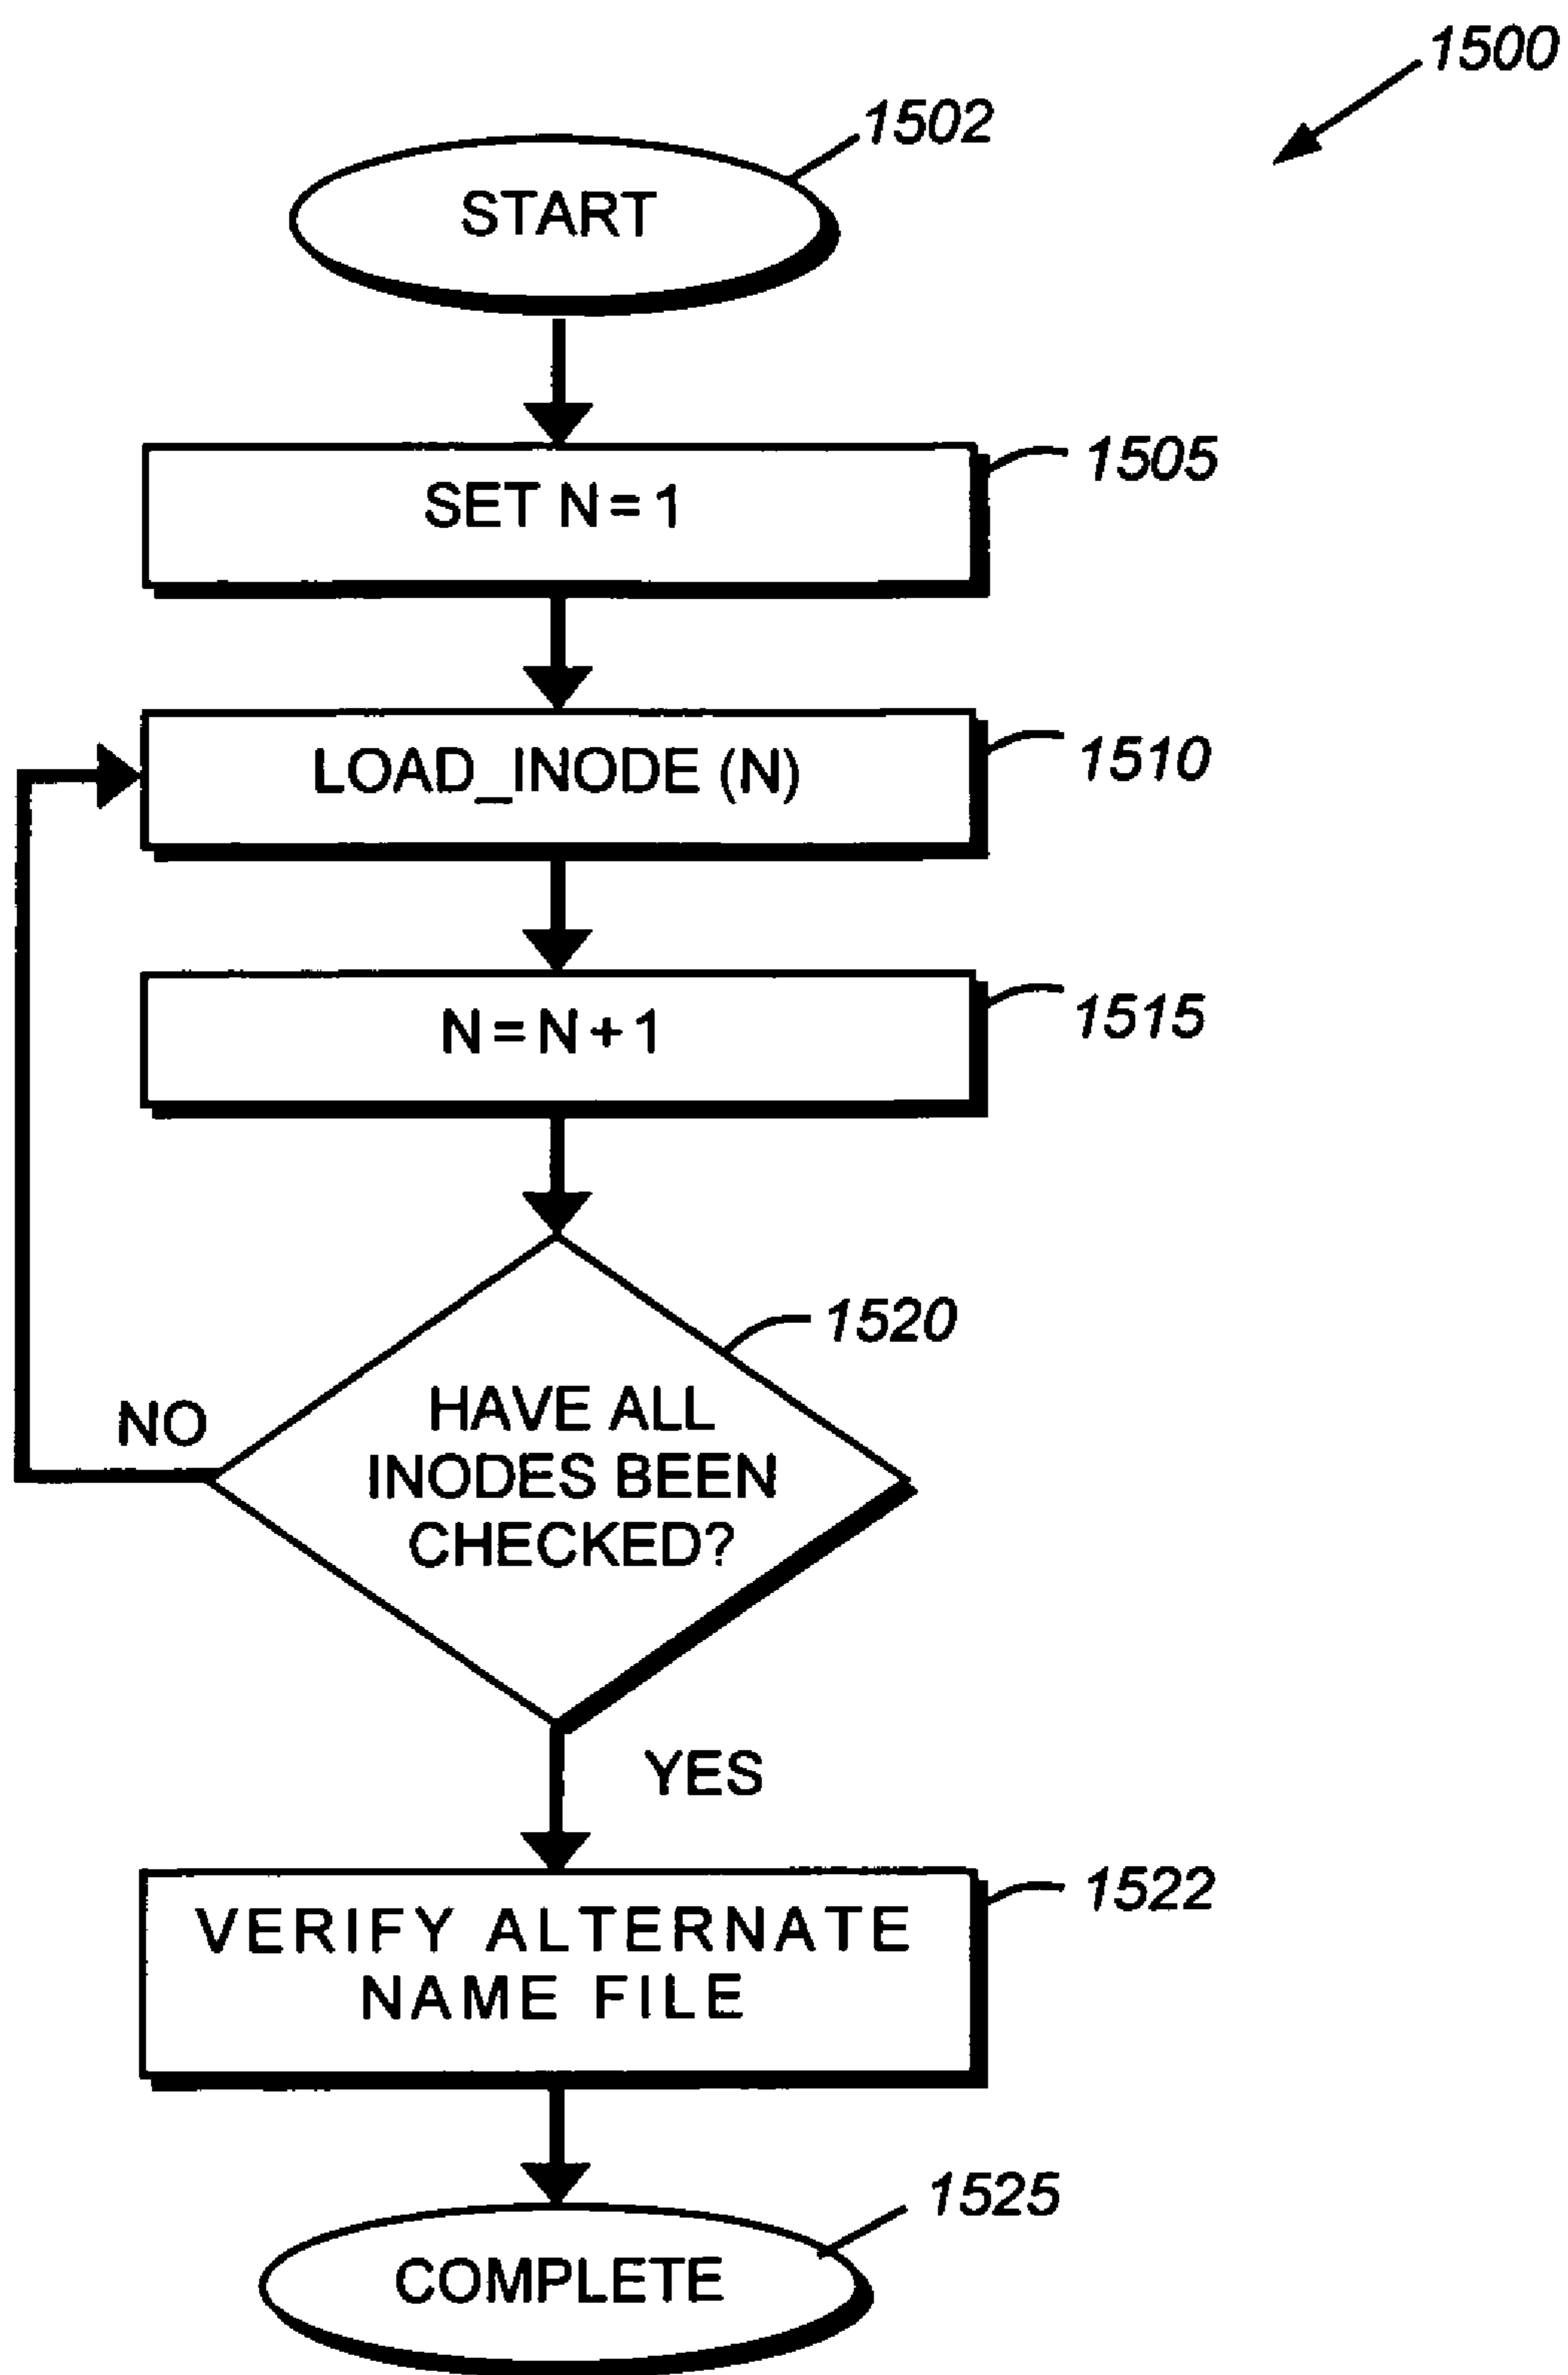 1500
1502
START
1505
SET N = 1
1510
LOAD_INODE (N)
1515
N = N + 1
1520
HAVE ALL
INODES BEEN
CHECKED?
NO
YES
1522
VERIFY ALTERNATE
NAME FILE
1525
COMPLETE